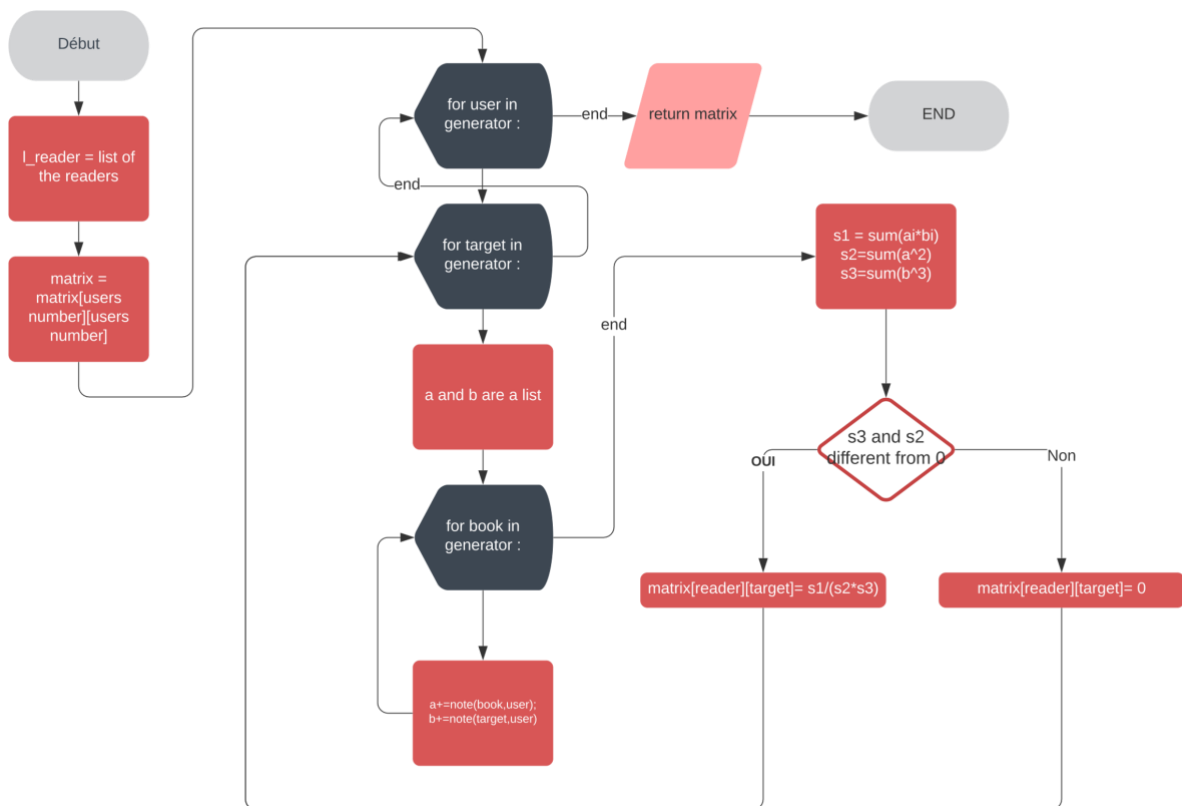 Début
l_reader = list of
the readers
matrix =
matrix[users
number][users
number]
for user in
generator :
end
return matrix
END
end
for target in
generator :
a and b are a list
for book in
generator :
a+=note(book,user);
b+=note(target,user)
end
s1 = sum(ai*bi)
s2=sum(a^2)
s3=sum(b^3)
s3 and s2
different from 0
OUI
Non
matrix[reader][target]= s1/(s2*s3)
matrix[reader][target]= 0